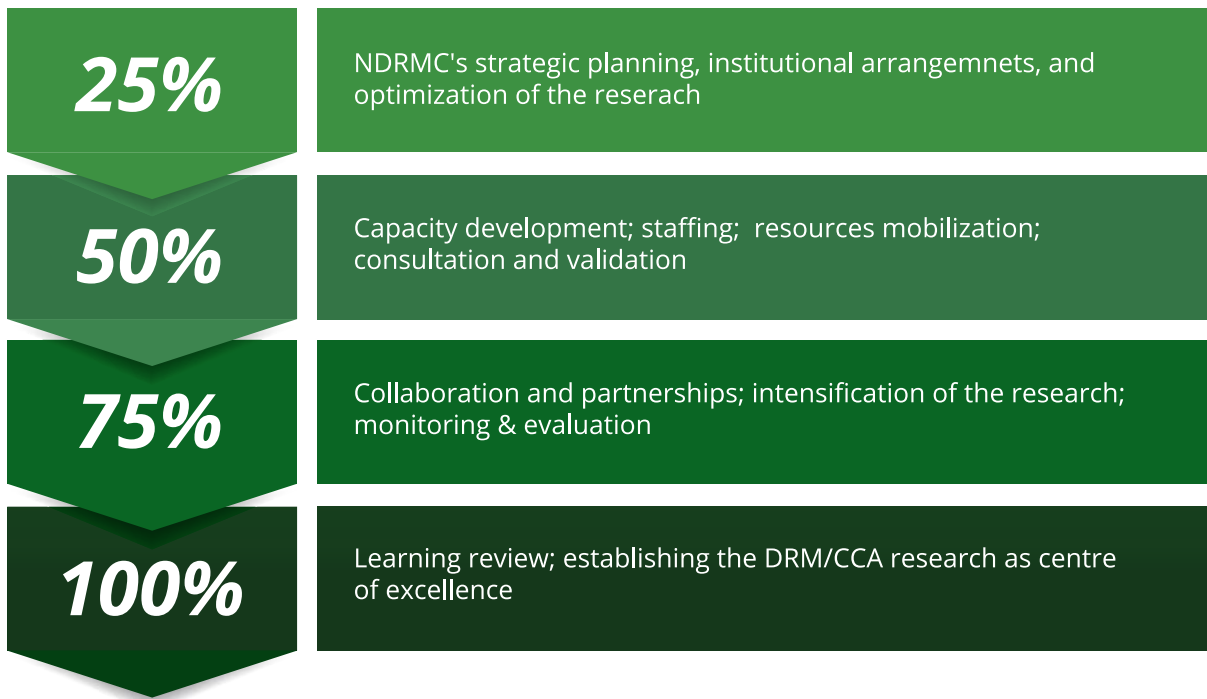 25%
NDRMC's strategic planning, institutional arrangemnets, and
optimization of the reserach
50%
Capacity development; staffing;  resources mobilization;
consultation and validation
75%
Collaboration and partnerships; intensification of the research;
monitoring & evaluation
100%
Learning review; establishing the DRM/CCA research as centre
of excellence